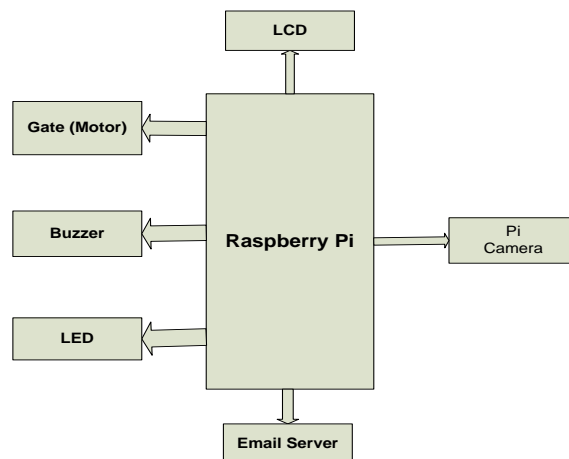 LCD
Gate (Motor)
Buzzer
Raspberry Pi
Pi
Camera
LED
Email Server